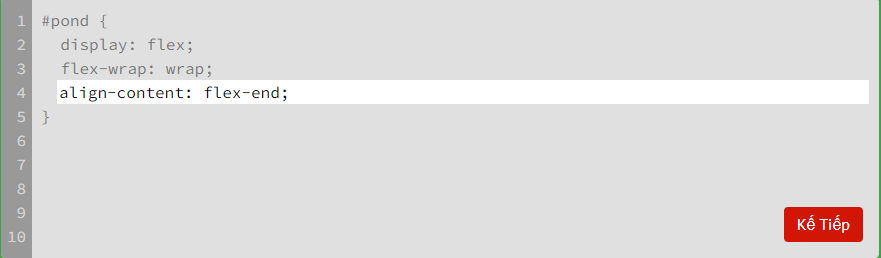 1 #pond {
2 display: flex;
3 flex-wrap: wrap;
4 align-content: flex-end;
5 }
6
7
8
9
10
Kế Tiếp